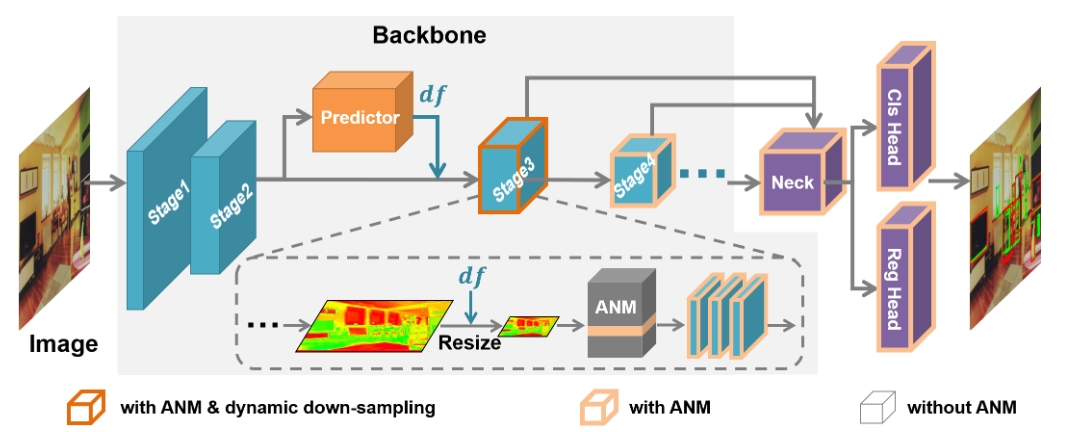 Backbone
Predictor
df
Stage1
Stage2
Stage3
Stage4
Neck
Cls Head
Reg Head
Image
df
Resize
ANM
with ANM & dynamic down-sampling
with ANM
without ANM